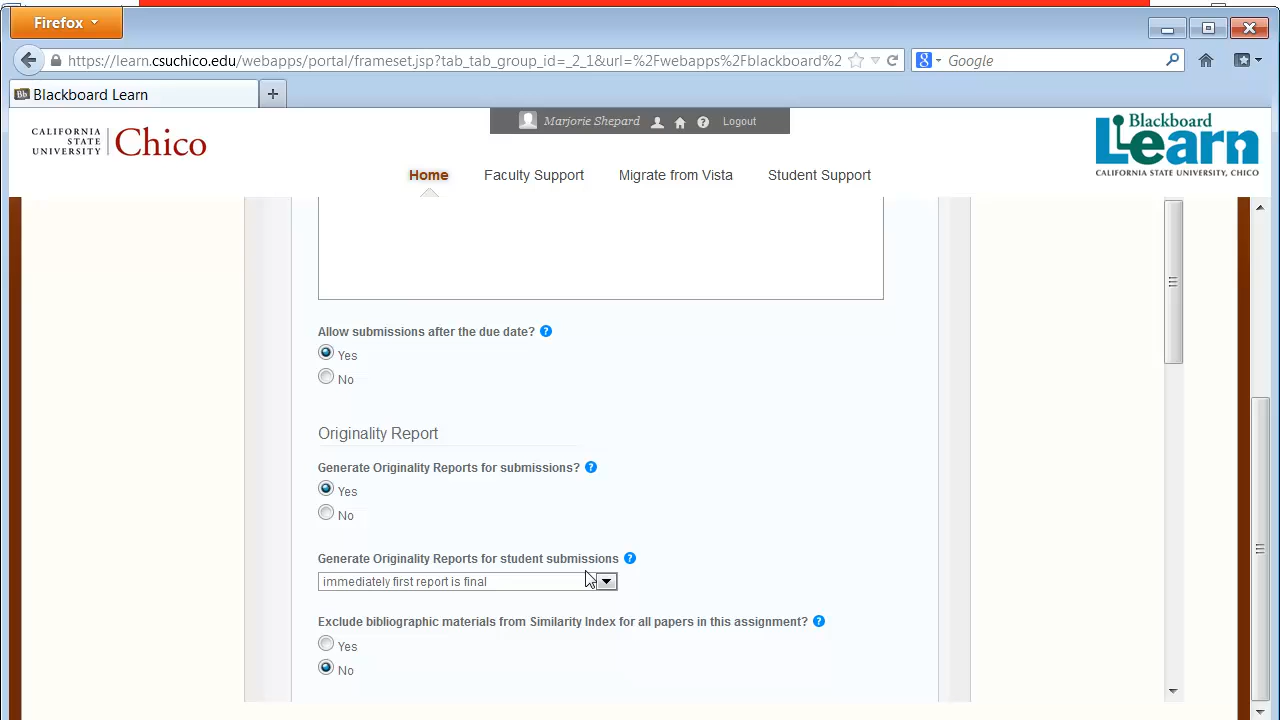 Firefox
https://learn.csuchico.edu/webapps/portal/frameset.jsp?tab_tab_group_id=_2_1&url=%2Fwebapps%2Fblackboard%2
Google
Bb Blackboard Learn
Marjorie Shepard
Logout
CALIFORNIA
STATE
UNIVERSITY
Chico
Blackboard
Learn
CALIFORNIA STATE UNIVERSITY, CHICO
Home Faculty Support Migrate from Vista Student Support
Allow submissions after the due date?
Yes
No
Originality Report
Generate Originality Reports for submissions?
Yes
No
Generate Originality Reports for student submissions
immediately first report is final
Exclude bibliographic materials from Similarity Index for all papers in this assignment?
Yes
No